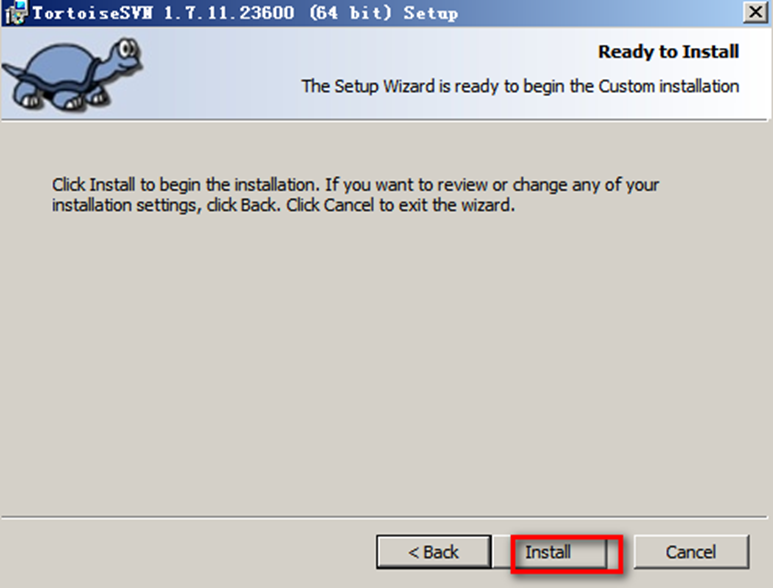 TortoiseSVN 1.7.11.23600 (64 bit) Setup
Ready to Install
The Setup Wizard is ready to begin the Custom installation
Click Install to begin the installation. If you want to review or change any of your
installation settings, click Back. Click Cancel to exit the wizard.
< Back Install Cancel